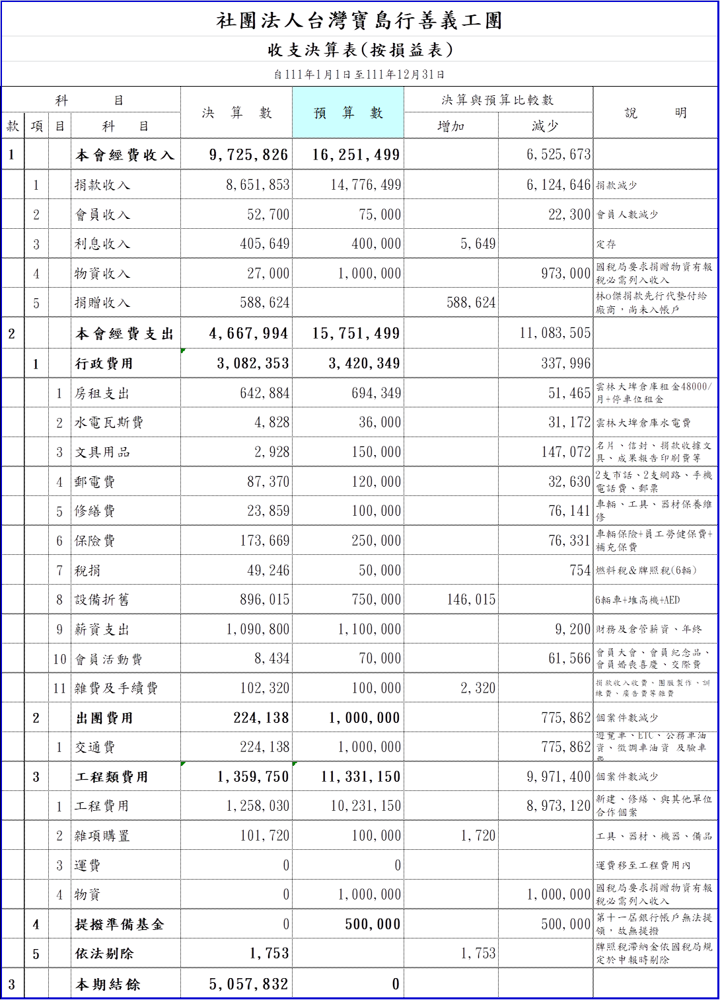 社團法人台灣寶島行善義工團
收支決算表(按損益表)
自111年1月1日至111年12月31日
科 目 決 算 數 預 算 數 決算與預算比較數 說 明
款 項 目 科 目 增加 減少
1 本會經費收入 9,725,826 16,251,499 6,525,673
1 捐款收入 8,651,853 14,776,499 6,124,646 捐款減少
2 會員收入 52,700 75,000 22,300 會員人數減少
3 利息收入 405,649 400,000 5,649 定存
4 物資收入 27,000 1,000,000 973,000 國稅局要求捐贈物資有報
稅必需列入收入
5 捐贈收入 588,624 588,624 林o傑捐款先行代墊付給
廠商，尚未入帳戶
2 本會經費支出 4,667,994 15,751,499 11,083,505
1 行政費用 3,082,353 3,420,349 337,996
1 房租支出 642,884 694,349 51,465 雲林大埤倉庫租金48000/
月+停車位租金
2 水電瓦斯費 4,828 36,000 31,172 雲林大埤倉庫水電費
3 文具用品 2,928 150,000 147,072 名片、信封、捐款收據文
具、成果報告印刷費等
4 郵電費 87,370 120,000 32,630 2支市話、2支網路、手機
電話費、郵票
5 修繕費 23,859 100,000 76,141 車輛、工具、器材保養維
修
6 保險費 173,669 250,000 76,331 車輛保險+員工勞健保費+
補充保費
7 稅捐 49,246 50,000 754 燃料稅&牌照稅(6輛)
8 設備折舊 896,015 750,000 146,015 6輛車+堆高機+AED
9 薪資支出 1,090,800 1,100,000 9,200 財務及倉管薪資、年終
10 會員活動費 8,434 70,000 61,566 會員大會、會員紀念品、
會員婚喪喜慶、交際費
11 雜費及手續費 102,320 100,000 2,320 捐款收入收費、團服製作、訓
練費、廣告費等雜費
2 出團費用 224,138 1,000,000 775,862 個案件數減少
1 交通費 224,138 1,000,000 775,862 遊覽車、ETC、公務車油
資、微調車油資 及驗車
費
3 工程類費用 1,359,750 11,331,150 9,971,400 個案件數減少
1 工程費用 1,258,030 10,231,150 8,973,120 新建、修繕、與其他單位
合作個案
2 雜項購置 101,720 100,000 1,720 工具、器材、機器、備品
3 運費 0 0 運費移至工程費用內
4 物資 0 1,000,000 1,000,000 國稅局要求捐贈物資有報
稅必需列入收入
4 提撥準備基金 0 500,000 500,000 第十一屆銀行帳戶無法提
領，故無提撥
5 依法剔除 1,753 1,753 牌照稅滯納金依國稅局規
定於申報時剔除
3 本期結餘 5,057,832 0